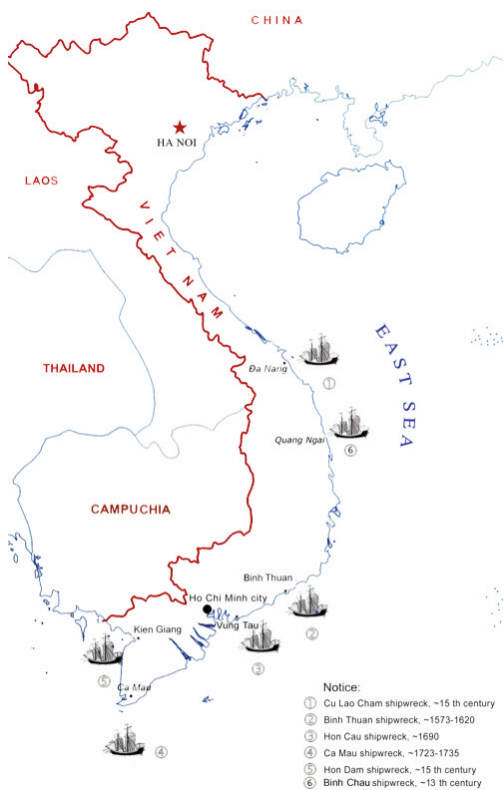 CHINA
HA NOI
LAOS
VIET NAM
EAST SEA
THAILAND
Đa Nang
①
Quang Ngai
⑥
CAMPUCHIA
Binh Thuan
Ho Chi Minh city
②
Kien Giang
Vung Tau
③
⑤
Ca Mau
④
Notice:
① Cu Lao Cham shipwreck, ~15 th century
② Binh Thuan shipwreck, ~1573-1620
③ Hon Cau shipwreck, ~1690
④ Ca Mau shipwreck, ~1723-1735
⑤ Hon Dam shipwreck, ~15 th century
⑥ Binh Chau shipwreck, ~13 th century